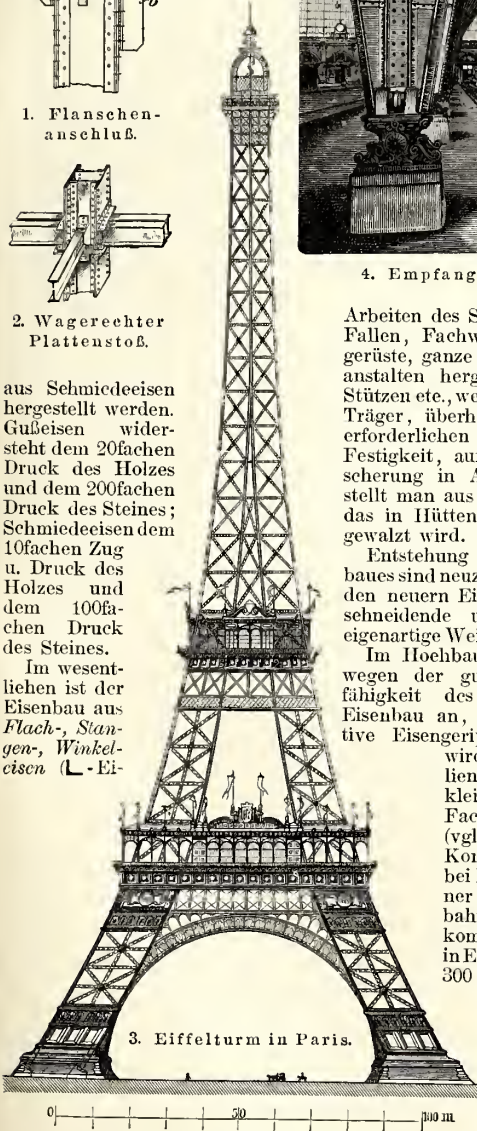 1. Flanschen-
anschluß.
2. Wagerechter
Plattenstoß.
aus Schmiedeeisen
hergestellt werden.
Gußeisen wider-
steht dem 20fachen
Druck des Holzes
und dem 200fachen
Druck des Steines;
Schmiedeeisen dem
10fachen Zug
u. Druck des
Holzes und
dem 100fa-
chen Druck
des Steines.
Im wesent-
lichen ist der
Eisenbau aus
Flach-, Stan-
gen-, Winkel-
eisen (L-Ei-
3. Eiffelturm in Paris.
0 50 100 m
4. Empfang
Arbeiten des S
Fallen, Fachw
gerüste, ganze
anstalten herg
Stützen etc., we
Träger, überh
erforderlichen
Festigkeit, au
scherung in A
stellt man aus
das in Hütten
gewalzt wird.
Entstehung
baues sind neuz
den neuern Ei
schneidende u
eigenartige Wei
Im Hochbau
wegen der gu
fähigkeit des
Eisenbau an,
tive Eisengeri
wird
lien
klei
Fac
(vgl
Kor
bei
ner
bah
kom
in E
300